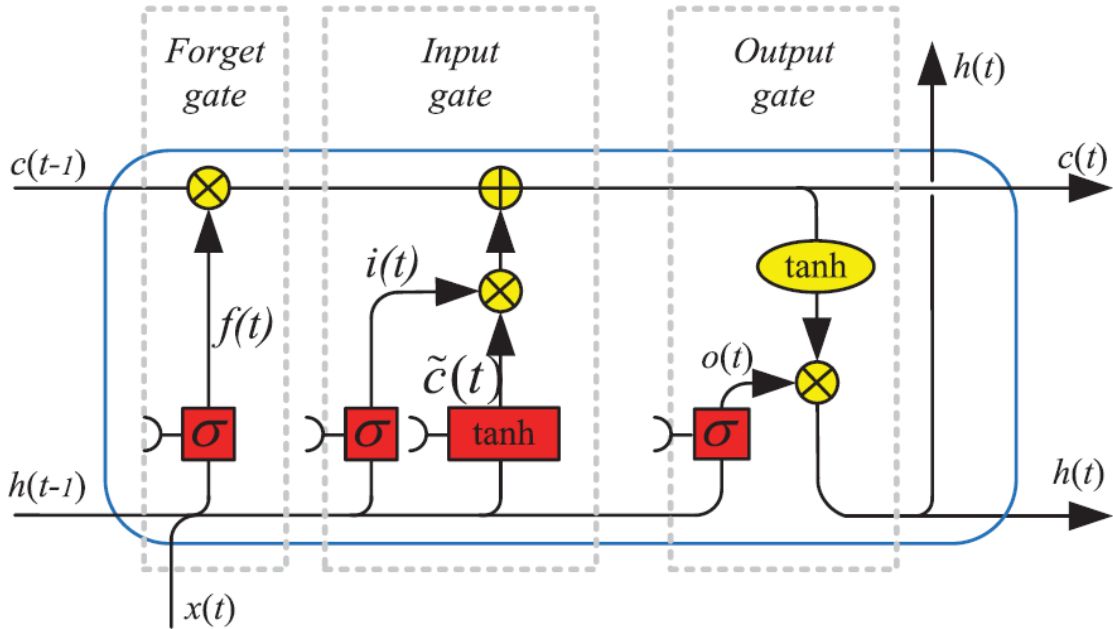 Forget
gate
Input
gate
Output
gate
h(t)
c(t-1)
c(t)
tanh
i(t)
f(t)
o(t)
c̃(t)
σ
σ
tanh
σ
h(t-1)
h(t)
x(t)